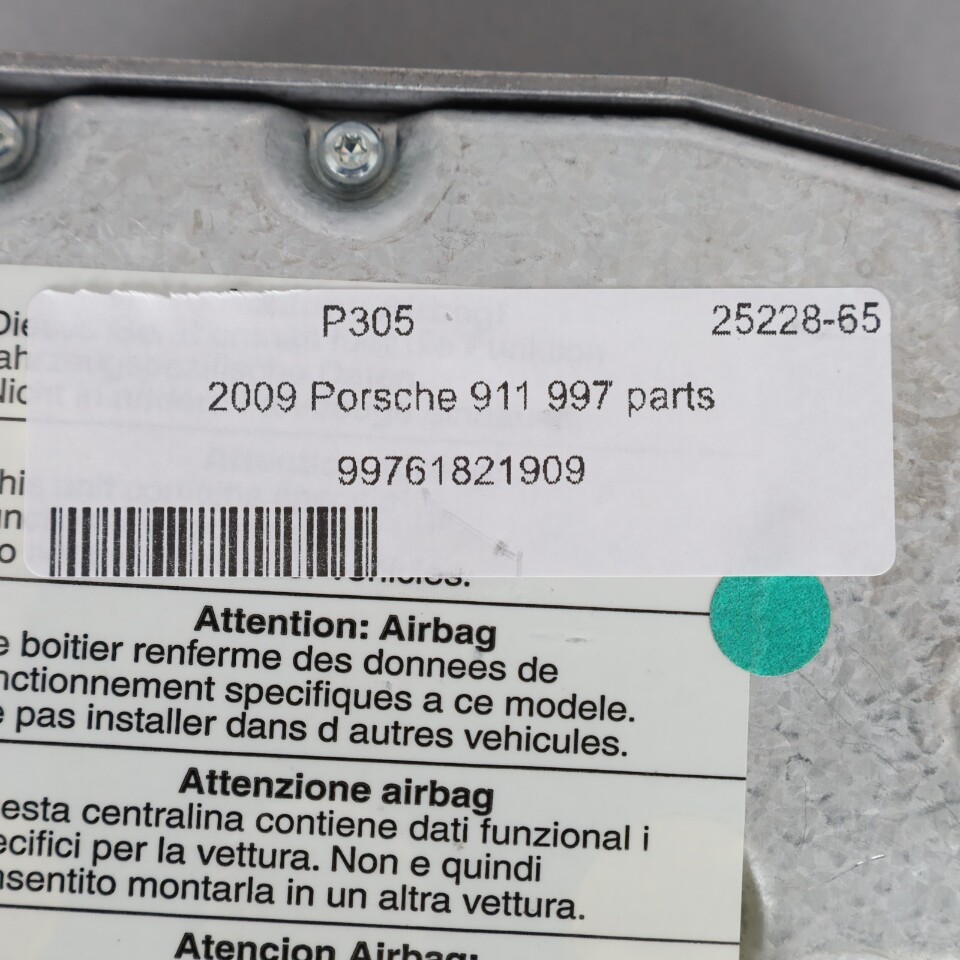 P305 25228-65
2009 Porsche 911 997 parts
99761821909
vehicles.
Attention: Airbag
e boitier renferme des donnees de
nctionnement specifiques a ce modele.
e pas installer dans d autres vehicules.
Attenzione airbag
esta centralina contiene dati funzional i
ecifici per la vettura. Non e quindi
nsentito montarla in un altra vettura.
Atencion Airbag: